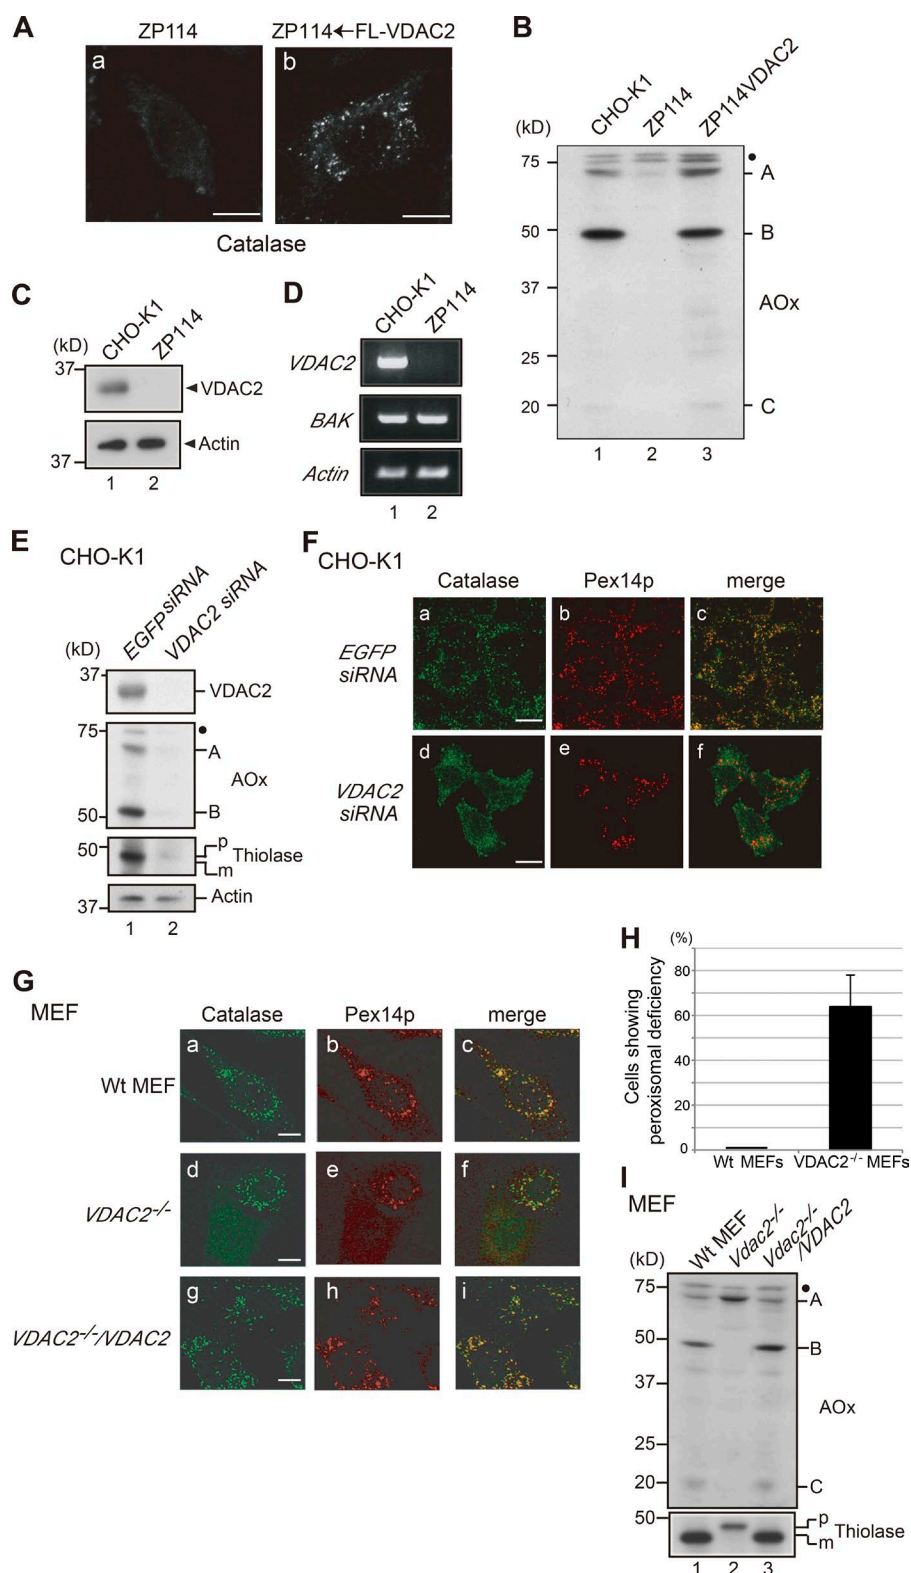 A
ZP114
ZP114←FL-VDAC2
a
b
Catalase
B
(kD)
CHO-K1
ZP114
ZP114VDAC2
75
50
37
25
20
●
A
B
AOx
C
1 2 3
C
(kD)
CHO-K1
ZP114
37
VDAC2
Actin
37
1 2
D
CHO-K1
ZP114
VDAC2
BAK
Actin
1 2
E
CHO-K1
(kD)
EGFP siRNA
VDAC2 siRNA
37
VDAC2
75
●
A
AOx
50
B
50
p
Thiolase
m
Actin
37
1 2
F
CHO-K1
Catalase Pex14p merge
EGFP
siRNA
a b c
VDAC2
siRNA
d e f
G
MEF
Catalase Pex14p merge
Wt MEF
a b c
VDAC2-/-
d e f
VDAC2-/-/VDAC2
g h i
H
(%)
Cells showing
peroxisomal deficiency
80
60
40
20
0
Wt MEFs VDAC2-/- MEFs
I
MEF
(kD)
Wt MEF
Vdac2-/-
Vdac2-/-
/VDAC2
75
50
37
25
20
●
A
B
AOx
C
50
p
Thiolase
m
1 2 3